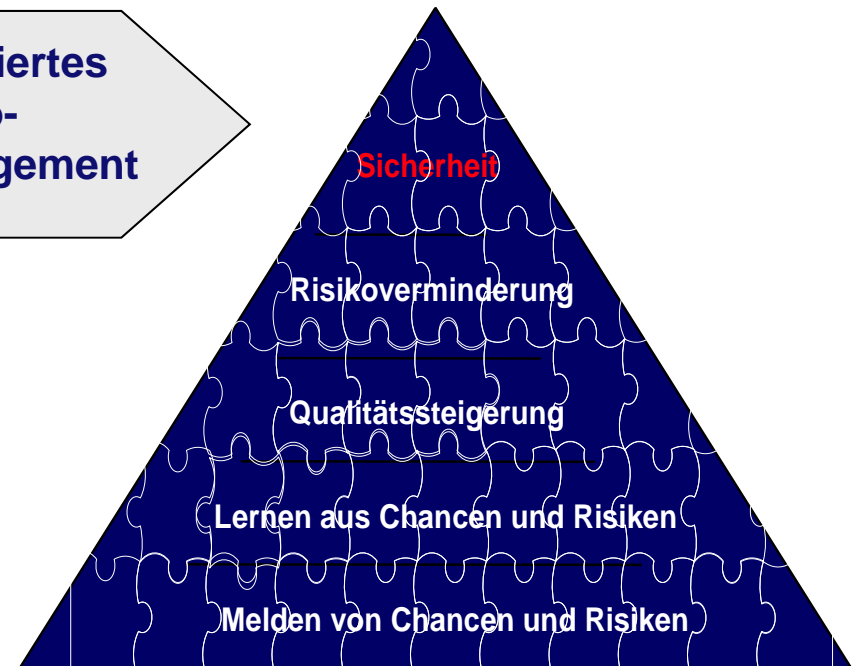 iertes
-
gement
Sicherheit
Risikoverminderung
Qualitätssteigerung
Lernen aus Chancen und Risiken
Melden von Chancen und Risiken